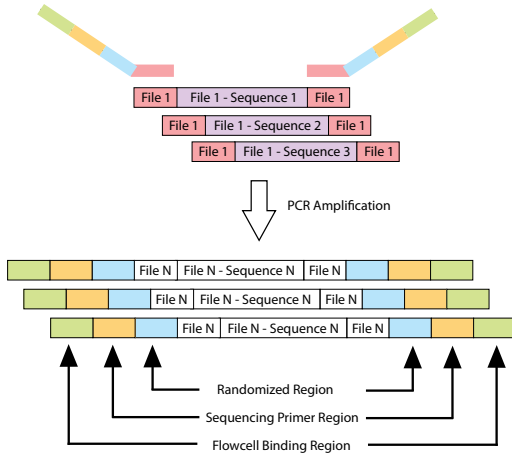 File 1 File 1 - Sequence 1 File 1
File 1 File 1 - Sequence 2 File 1
File 1 File 1 - Sequence 3 File 1
PCR Amplification
File N File N - Sequence N File N
File N File N - Sequence N File N
File N File N - Sequence N File N
Randomized Region
Sequencing Primer Region
Flowcell Binding Region